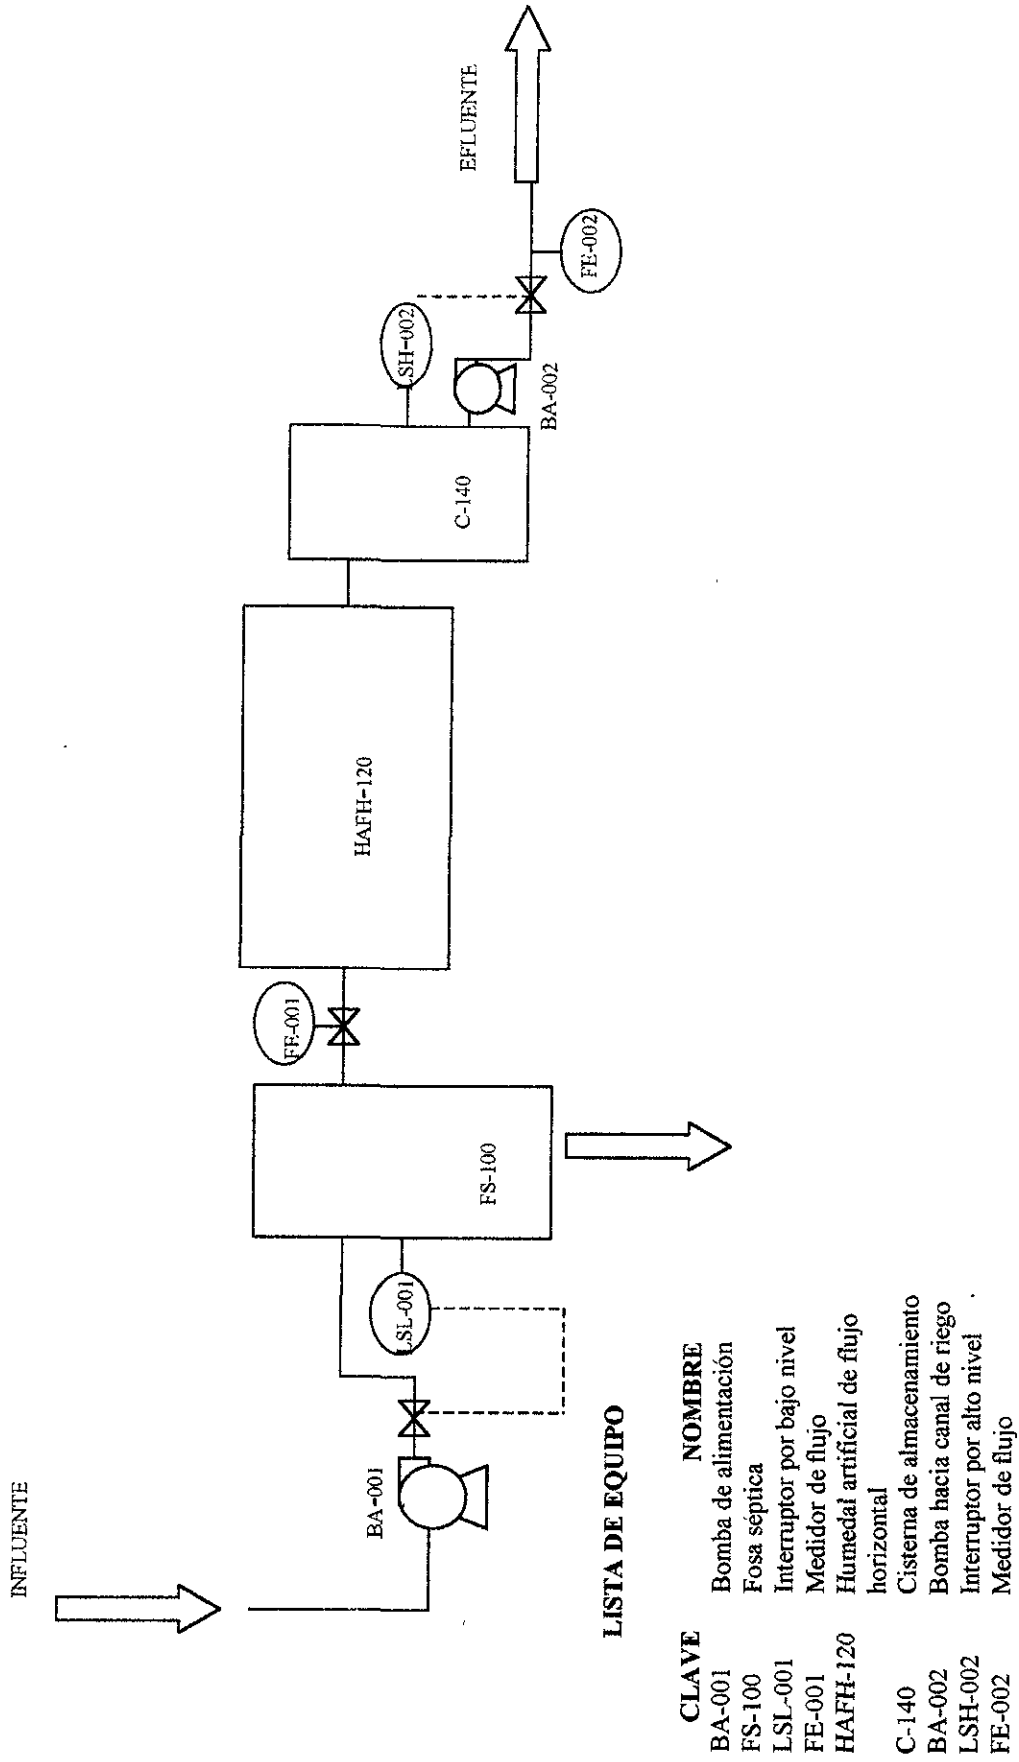 INFLUENTE
BA-001
LSL-001
FS-100
FE-001
HAFH-120
C-140
LSH-002
BA-002
FE-002
EFLUENTE
LISTA DE EQUIPO
CLAVE NOMBRE
BA-001 Bomba de alimentación
FS-100 Fosa séptica
LSL-001 Interruptor por bajo nivel
FE-001 Medidor de flujo
HAFH-120 Humedal artificial de flujo
horizontal
C-140 Cisterna de almacenamiento
BA-002 Bomba hacia canal de riego
LSH-002 Interruptor por alto nivel
FE-002 Medidor de flujo